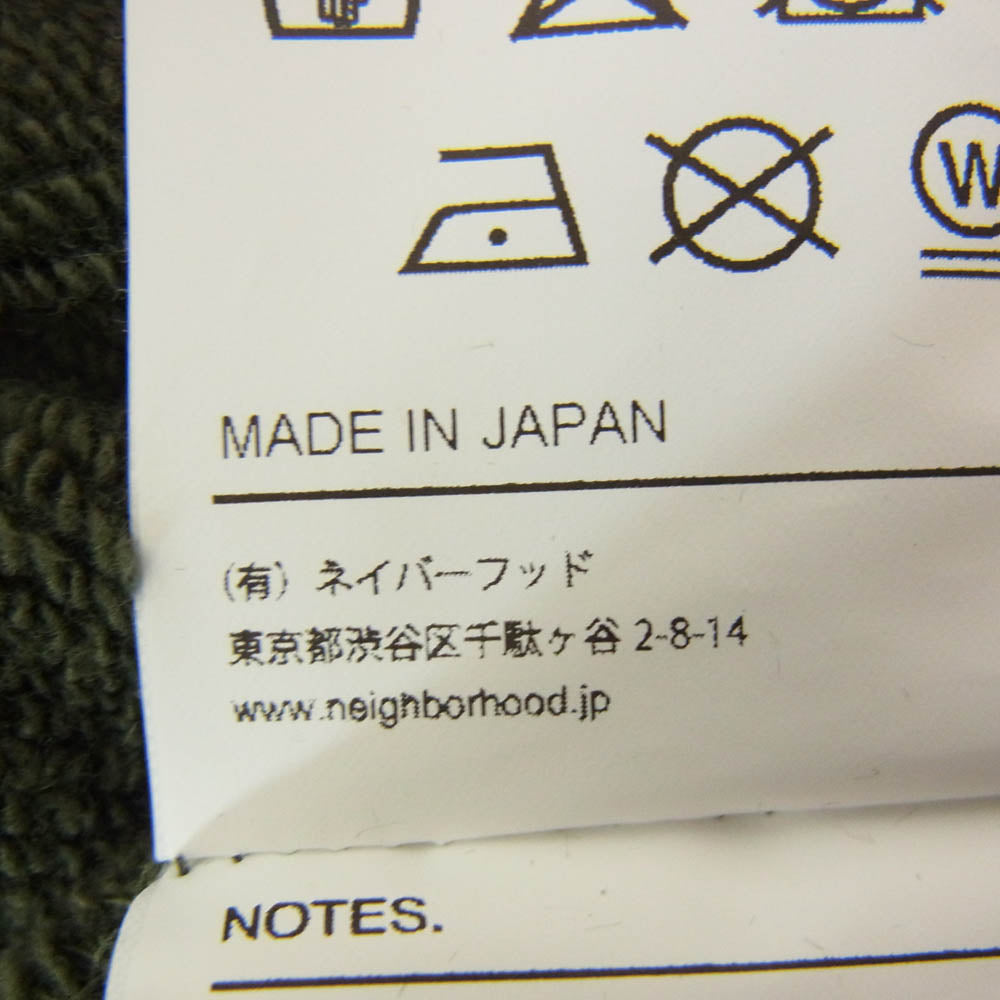 W
MADE IN JAPAN
(有) ネイバーフッド
東京都渋谷区千駄ヶ谷 2-8-14
www.neighborhood.jp
NOTES.